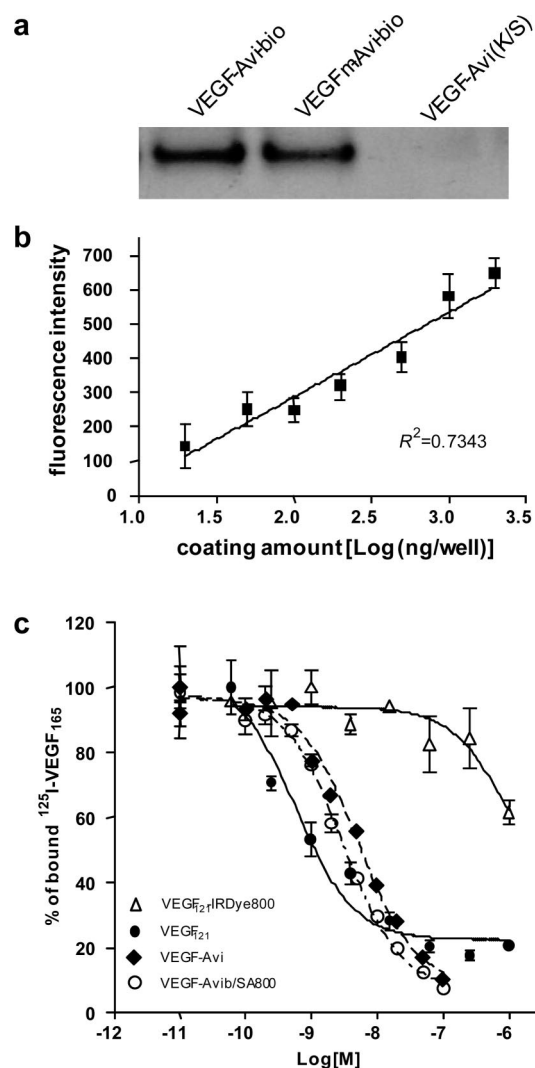 a
VEGF-Avi-bio
VEGFmAvi-bio
VEGF-Avi(K/S)
b
700
600
500
400
300
200
100
0
fluorescence intensity
R²=0.7343
1.0 1.5 2.0 2.5 3.0 3.5
coating amount [Log (ng/well)]
c
120
100
80
60
40
20
0
% of bound ¹²⁵I-VEGF₁₆₅
VEGF₁₂₁-IRDye800
VEGF₁₂₁
VEGF-Avi
VEGF-Avib/SA800
-12 -11 -10 -9 -8 -7 -6
Log[M]